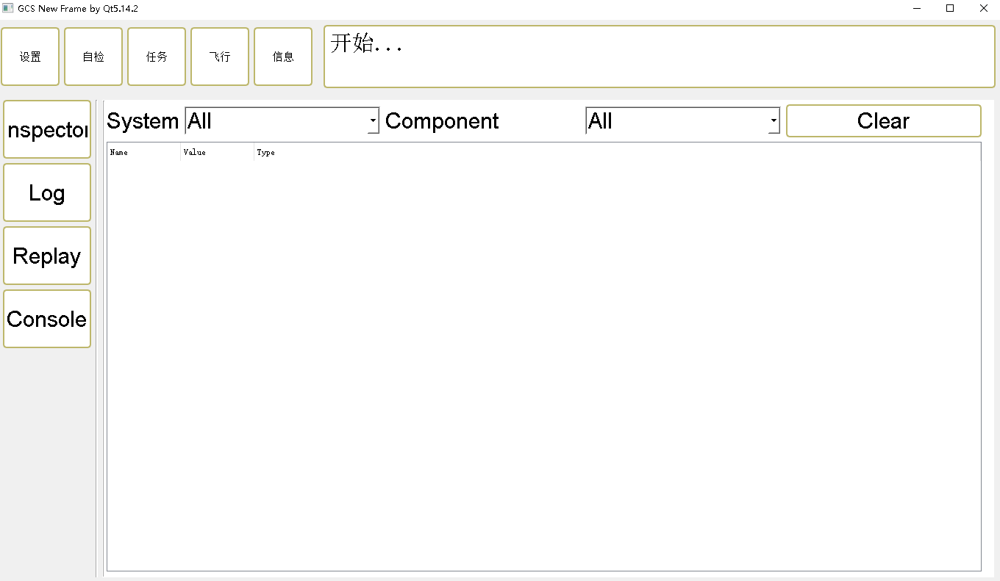 GCS New Frame by Qt5.14.2
设置 自检 任务 飞行 信息
开始...
nspector
Log
Replay
Console
System All Component All Clear
Name Value Type